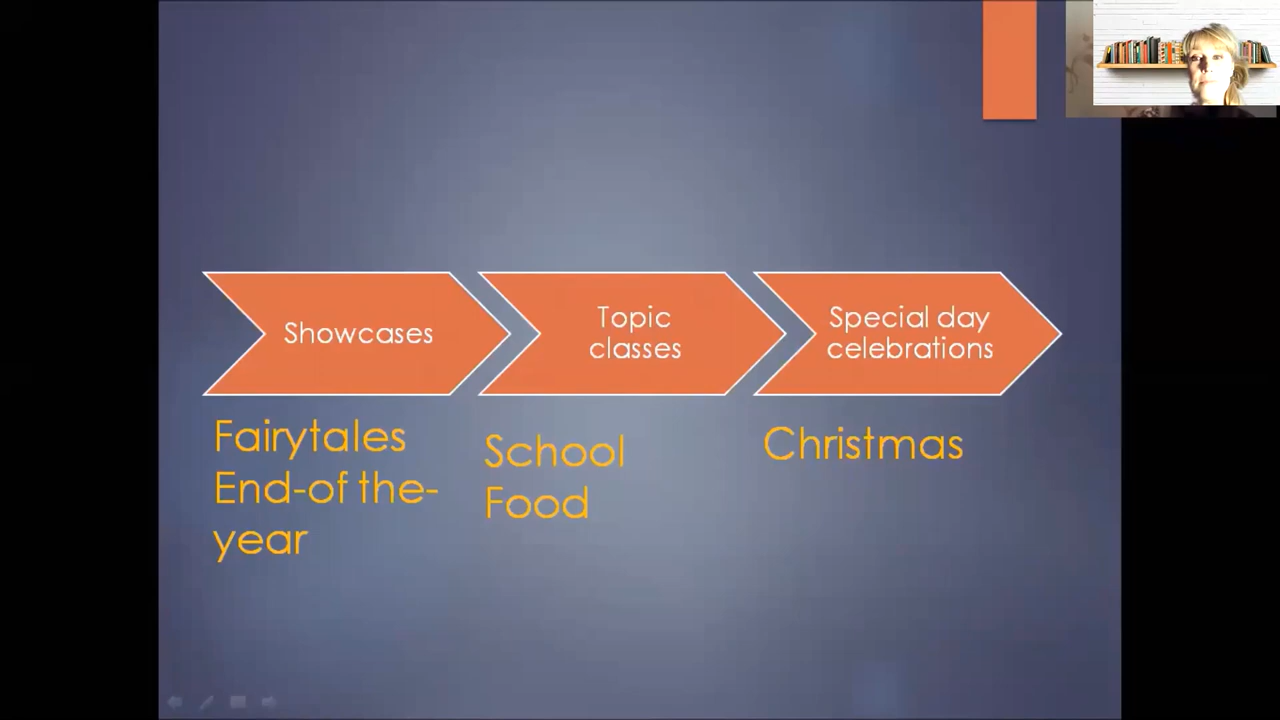 Showcases
Topic
classes
Special day
celebrations
Fairytales
End-of the-
year
School
Food
Christmas